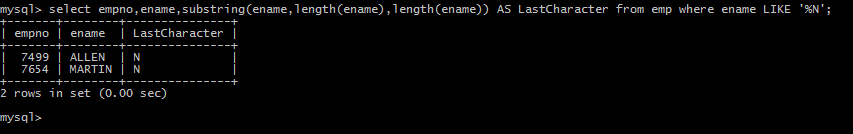 mysql> select empno,ename,substring(ename,length(ename),length(ename)) AS LastCharacter from emp where ename LIKE '%N';
+-------+--------+---------------+
| empno | ename | LastCharacter |
+-------+--------+---------------+
| 7499 | ALLEN | N |
| 7654 | MARTIN | N |
+-------+--------+---------------+
2 rows in set (0.00 sec)
mysql>